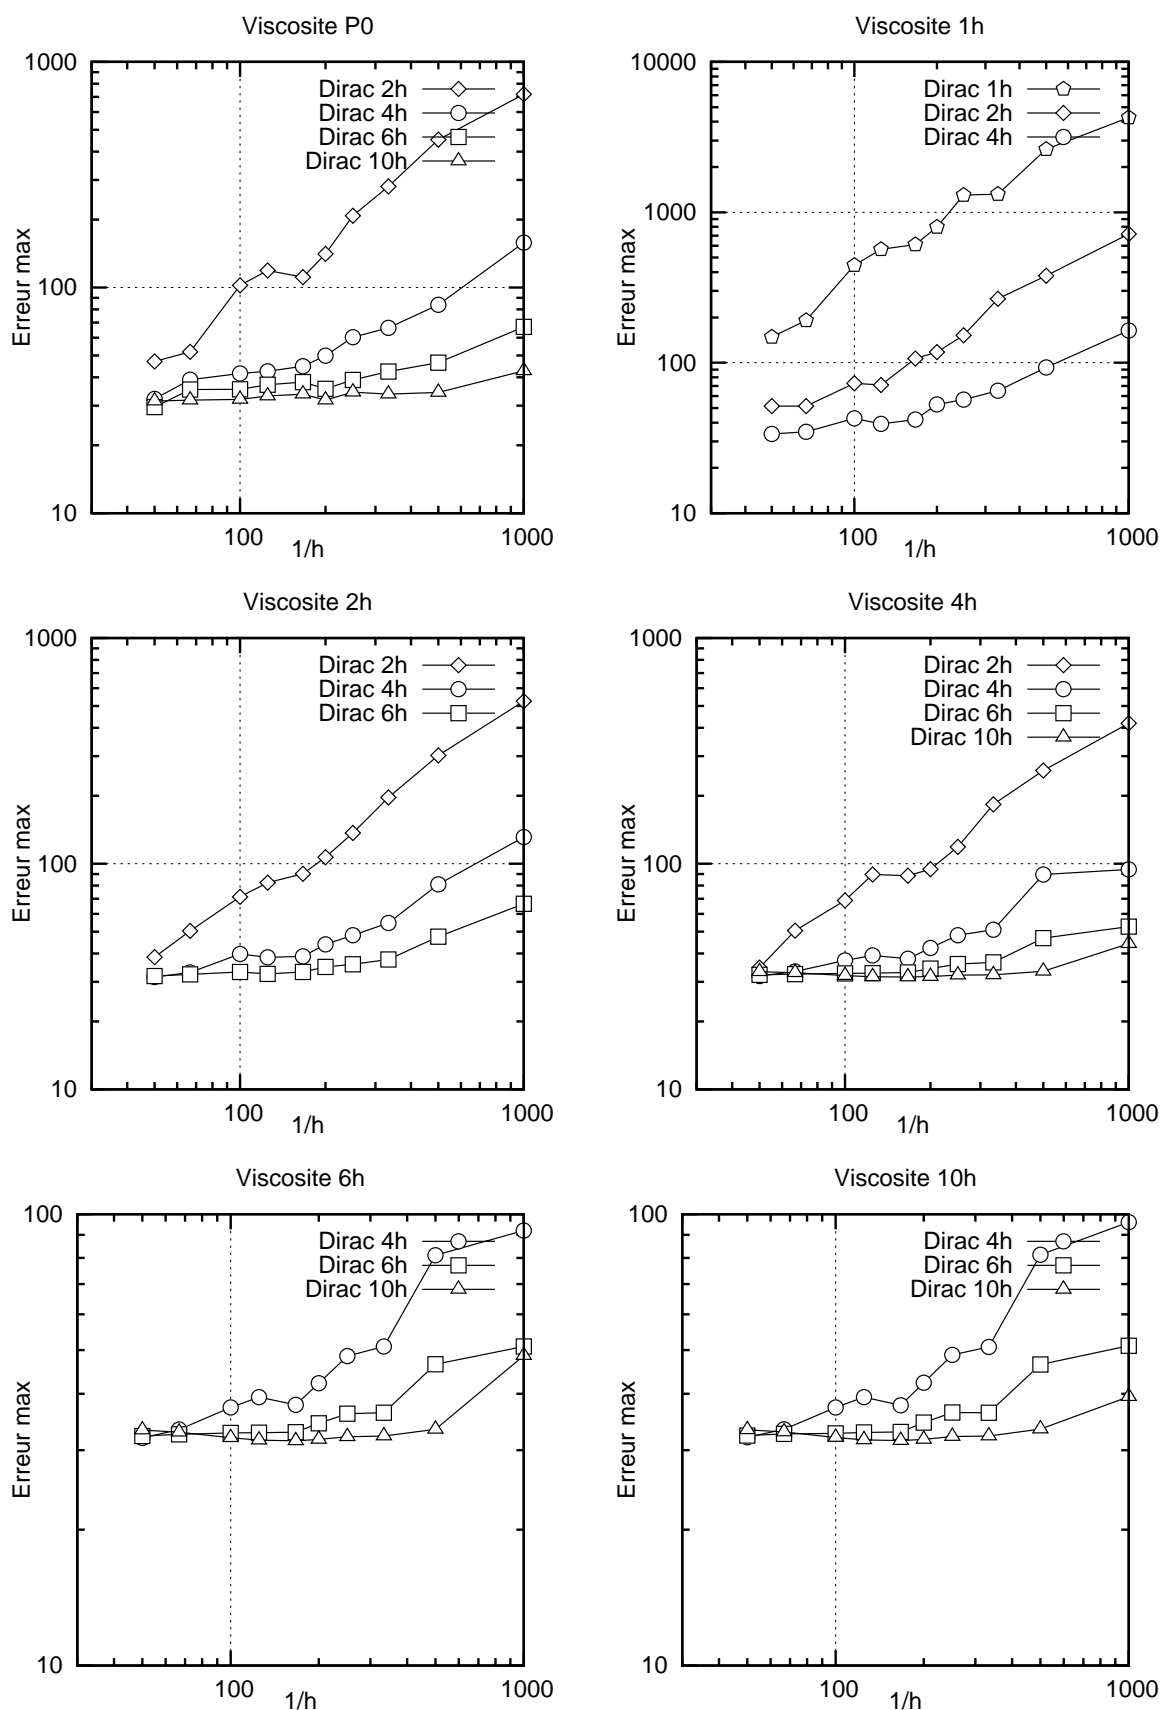 Viscosite P0
1000
100
10
Erreur max
Dirac 2h
Dirac 4h
Dirac 6h
Dirac 10h
100
1000
1/h
Viscosite 1h
10000
1000
100
10
Erreur max
Dirac 1h
Dirac 2h
Dirac 4h
100
1000
1/h
Viscosite 2h
1000
100
10
Erreur max
Dirac 2h
Dirac 4h
Dirac 6h
100
1000
1/h
Viscosite 4h
1000
100
10
Erreur max
Dirac 2h
Dirac 4h
Dirac 6h
Dirac 10h
100
1000
1/h
Viscosite 6h
100
10
Erreur max
Dirac 4h
Dirac 6h
Dirac 10h
100
1000
1/h
Viscosite 10h
100
10
Erreur max
Dirac 4h
Dirac 6h
Dirac 10h
100
1000
1/h